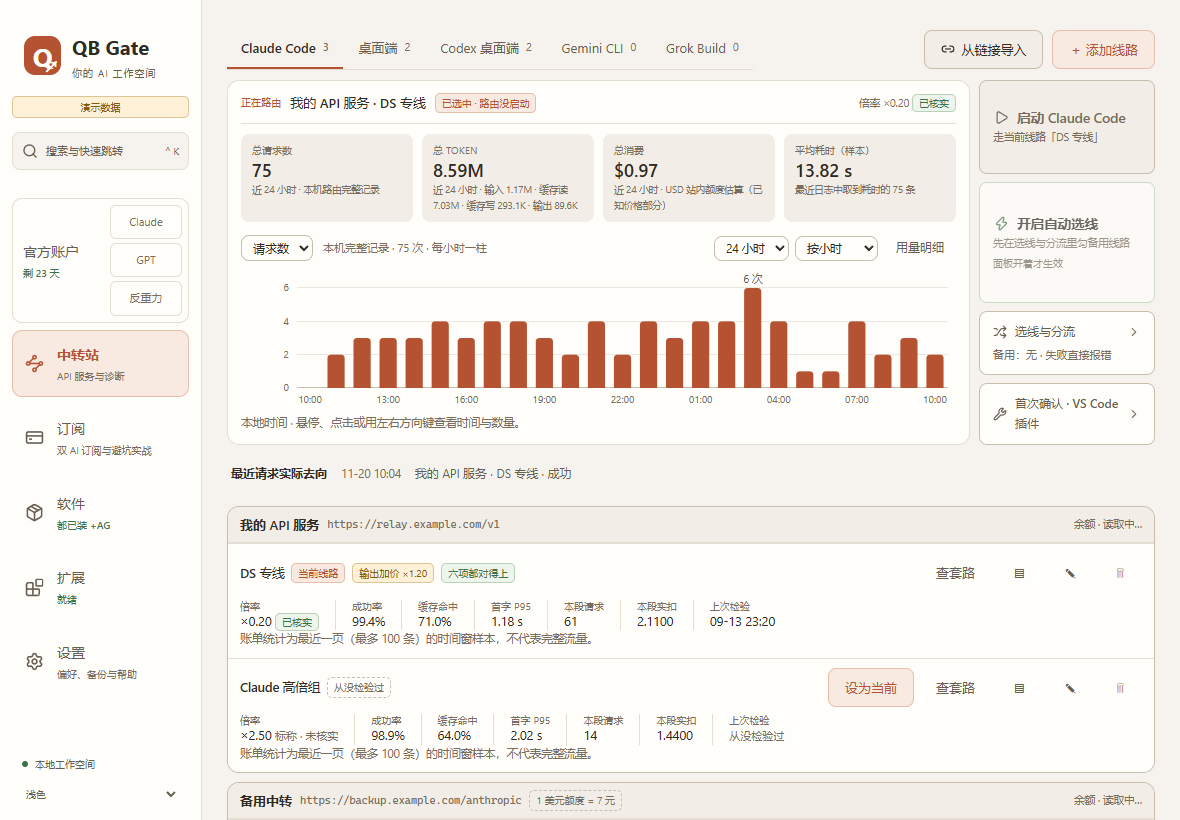 QB Gate
你的 AI 工作空间
演示数据
搜索与快速跳转 ^ K
官方账户
剩 23 天
Claude
GPT
反重力
中转站
API 服务与诊断
订阅
双 AI 订阅与避坑实战
软件
都已装 +AG
扩展
就绪
设置
偏好、备份与帮助
本地工作空间
浅色
Claude Code 3 桌面端 2 Codex 桌面端 2 Gemini CLI 0 Grok Build 0
从链接导入
+ 添加线路
正在路由 我的 API 服务 · DS 专线 已选中 · 路由没启动 倍率 ×0.20 已核实
总请求数
75
近 24 小时 · 本机路由完整记录
总 TOKEN
8.59M
近 24 小时 · 输入 1.17M · 缓存读
7.03M · 缓存写 293.1K · 输出 89.6K
总消费
$0.97
近 24 小时 · USD 站内额度估算（已
知价格部分）
平均耗时（样本）
13.82 s
最近日志中取到耗时的 75 条
请求数 本机完整记录 · 75 次 · 每小时一柱 24 小时 按小时 用量明细
6 次
6
4
2
0
10:00 13:00 16:00 19:00 22:00 01:00 04:00 07:00 10:00
本地时间 · 悬停、点击或用左右方向键查看时间与数量。
启动 Claude Code
走当前线路「DS 专线」
开启自动选线
先在选线与分流里勾备用线路
面板开着才生效
选线与分流
备用：无 · 失败直接报错
首次确认 · VS Code
插件
最近请求实际去向 11-20 10:04 我的 API 服务 · DS 专线 · 成功
我的 API 服务 https://relay.example.com/v1 余额 · 读取中...
DS 专线 当前线路 输出加价 ×1.20 六项都对得上 查套路
倍率 成功率 缓存命中 首字 P95 本段请求 本段实扣 上次检验
×0.20 已核实 99.4% 71.0% 1.18 s 61 2.1100 09-13 23:20
账单统计为最近一页（最多 100 条）的时间窗样本，不代表完整流量。
Claude 高倍组 从没检验过 设为当前 查套路
倍率 成功率 缓存命中 首字 P95 本段请求 本段实扣 上次检验
×2.50 标称 · 未核实 98.9% 64.0% 2.02 s 14 1.4400 从没检验过
账单统计为最近一页（最多 100 条）的时间窗样本，不代表完整流量。
备用中转 https://backup.example.com/anthropic 1 美元额度 = 7 元 余额 · 读取中...